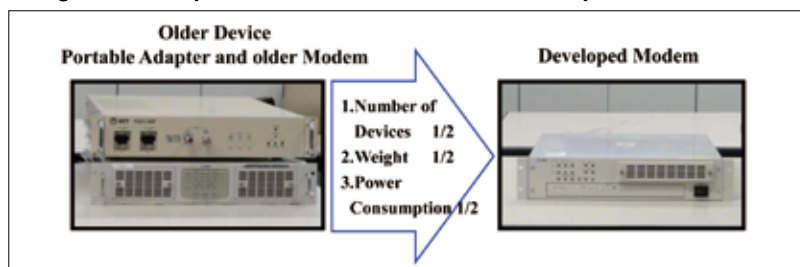 Older Device
Portable Adapter and older Modem
Developed Modem
1.Number of
Devices 1/2
2.Weight 1/2
3.Power
Consumption 1/2